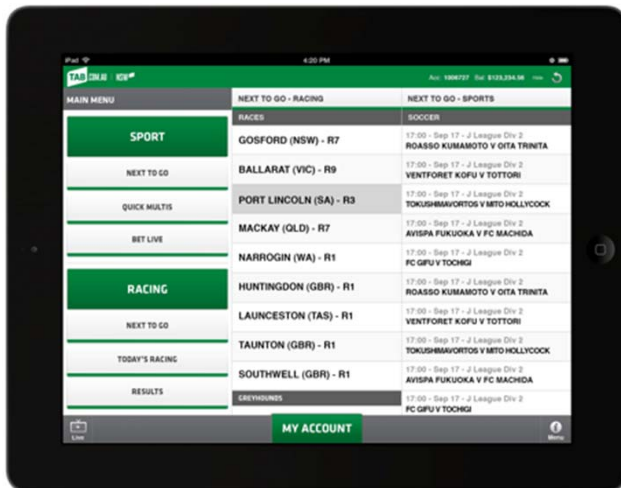 iPad
4:20 PM
TAB.COM.AU | NSW
Acc: 1006727 Bal: $123,234.56 Hide
MAIN MENU
SPORT
NEXT TO GO
QUICK MULTIS
BET LIVE
RACING
NEXT TO GO
TODAY'S RACING
RESULTS
NEXT TO GO - RACING
RACES
GOSFORD (NSW) - R7
BALLARAT (VIC) - R9
PORT LINCOLN (SA) - R3
MACKAY (QLD) - R7
NARROGIN (WA) - R1
HUNTINGDON (GBR) - R1
LAUNCESTON (TAS) - R1
TAUNTON (GBR) - R1
SOUTHWELL (GBR) - R1
GREYHOUNDS
NEXT TO GO - SPORTS
SOCCER
17:00 - Sep 17 - J League Div 2
ROASSO KUMAMOTO V OITA TRINITA
17:00 - Sep 17 - J League Div 2
VENTFORET KOFU V TOTTORI
17:00 - Sep 17 - J League Div 2
TOKUSHIMAVORTOS V MITO HOLLYCOCK
17:00 - Sep 17 - J League Div 2
AVISPA FUKUOKA V FC MACHIDA
17:00 - Sep 17 - J League Div 2
FC GIFU V TOCHIGI
17:00 - Sep 17 - J League Div 2
ROASSO KUMAMOTO V OITA TRINITA
17:00 - Sep 17 - J League Div 2
VENTFORET KOFU V TOTTORI
17:00 - Sep 17 - J League Div 2
TOKUSHIMAVORTOS V MITO HOLLYCOCK
17:00 - Sep 17 - J League Div 2
AVISPA FUKUOKA V FC MACHIDA
17:00 - Sep 17 - J League Div 2
FC GIFU V TOCHIGI
Live
MY ACCOUNT
Menu